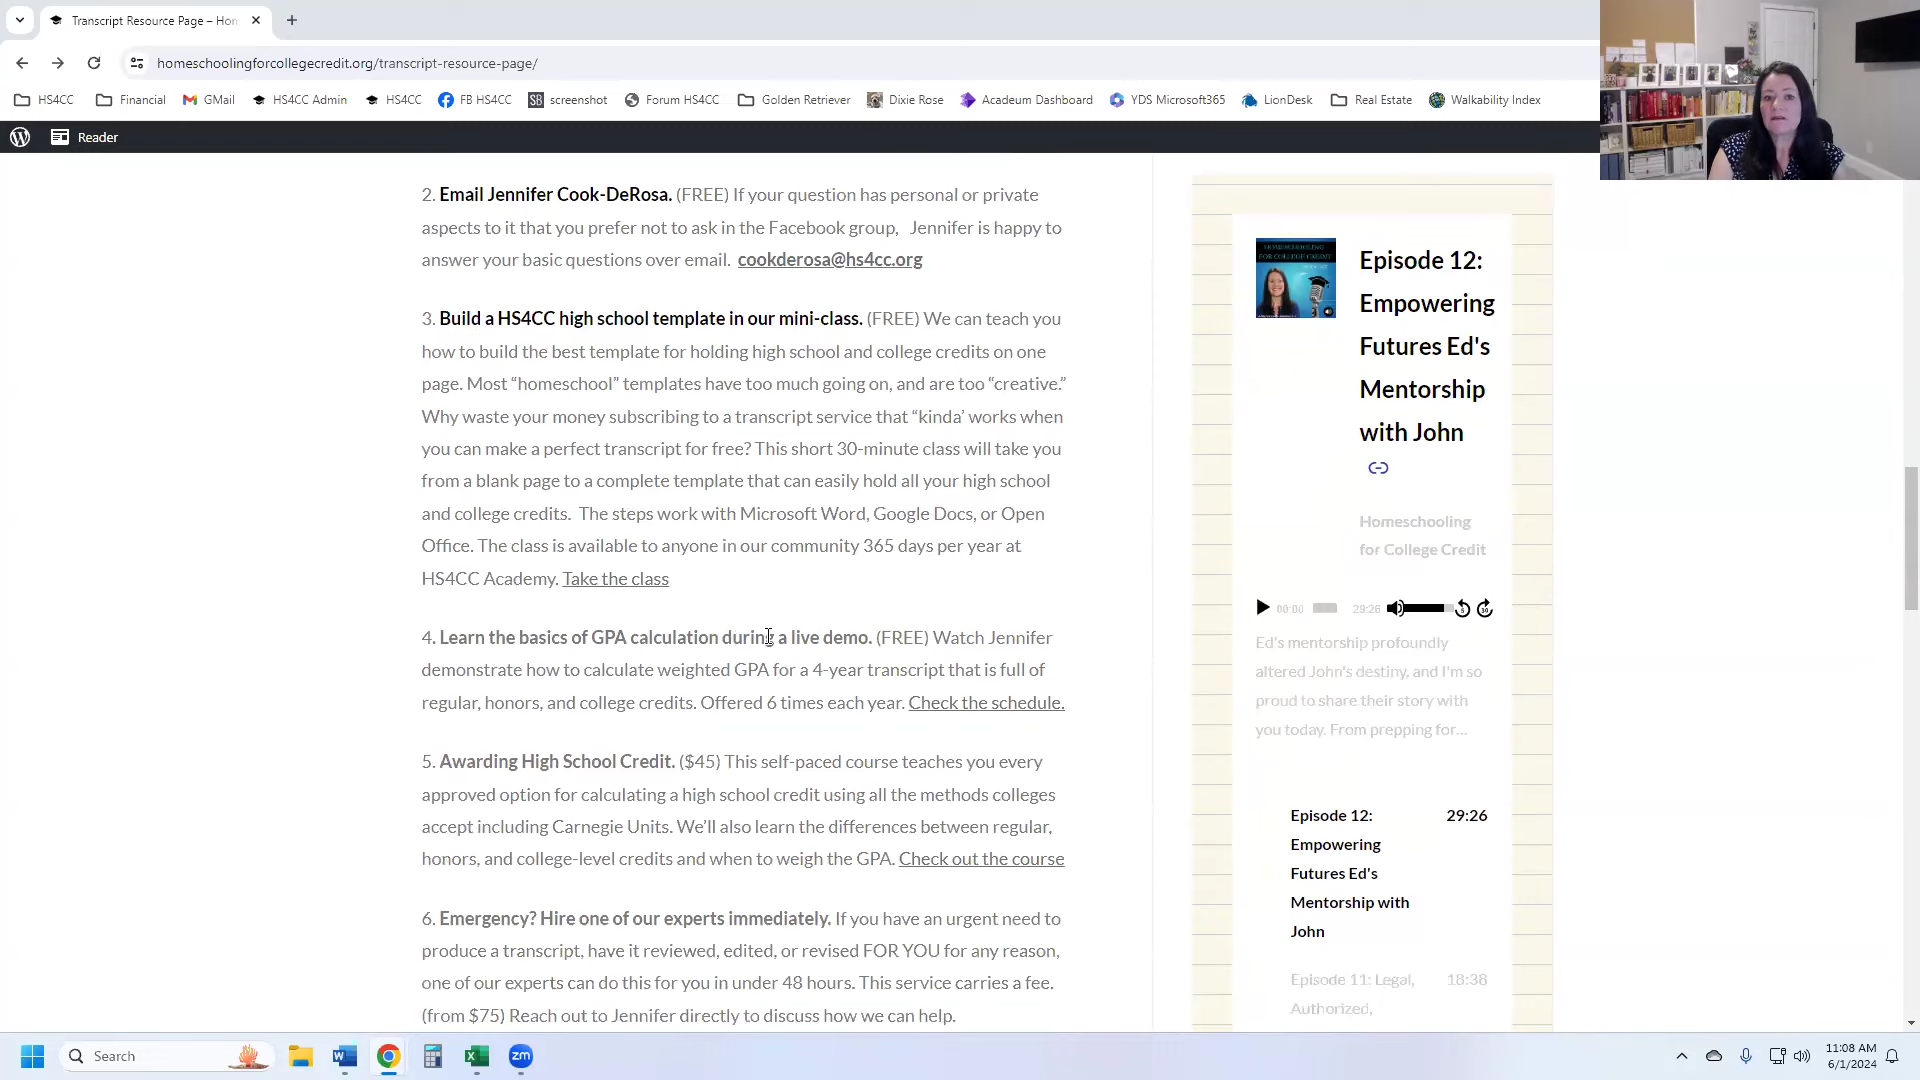 Transcript Resource Page – Hom
homeschoolingforcollegecredit.org/transcript-resource-page/
HS4CC
Financial
GMail
HS4CC Admin
HS4CC
FB HS4CC
SB screenshot
Forum HS4CC
Golden Retriever
Dixie Rose
Acadeum Dashboard
YDS Microsoft365
LionDesk
Real Estate
Walkability Index
Reader
2. Email Jennifer Cook-DeRosa. (FREE) If your question has personal or private
aspects to it that you prefer not to ask in the Facebook group, Jennifer is happy to
answer your basic questions over email. cookderosa@hs4cc.org
3. Build a HS4CC high school template in our mini-class. (FREE) We can teach you
how to build the best template for holding high school and college credits on one
page. Most “homeschool” templates have too much going on, and are too “creative.”
Why waste your money subscribing to a transcript service that “kinda’ works when
you can make a perfect transcript for free? This short 30-minute class will take you
from a blank page to a complete template that can easily hold all your high school
and college credits. The steps work with Microsoft Word, Google Docs, or Open
Office. The class is available to anyone in our community 365 days per year at
HS4CC Academy. Take the class
4. Learn the basics of GPA calculation during a live demo. (FREE) Watch Jennifer
demonstrate how to calculate weighted GPA for a 4-year transcript that is full of
regular, honors, and college credits. Offered 6 times each year. Check the schedule.
5. Awarding High School Credit. ($45) This self-paced course teaches you every
approved option for calculating a high school credit using all the methods colleges
accept including Carnegie Units. We’ll also learn the differences between regular,
honors, and college-level credits and when to weigh the GPA. Check out the course
6. Emergency? Hire one of our experts immediately. If you have an urgent need to
produce a transcript, have it reviewed, edited, or revised FOR YOU for any reason,
one of our experts can do this for you in under 48 hours. This service carries a fee.
(from $75) Reach out to Jennifer directly to discuss how we can help.
HOMESCHOOLING
FOR COLLEGE CREDIT
Episode 12:
Empowering
Futures Ed's
Mentorship
with John
Homeschooling
for College Credit
00:00
29:26
Ed's mentorship profoundly
altered John's destiny, and I'm so
proud to share their story with
you today. From prepping for...
Episode 12: 29:26
Empowering
Futures Ed's
Mentorship with
John
Episode 11: Legal, 18:38
Authorized,
Search
zm
11:08 AM
6/1/2024